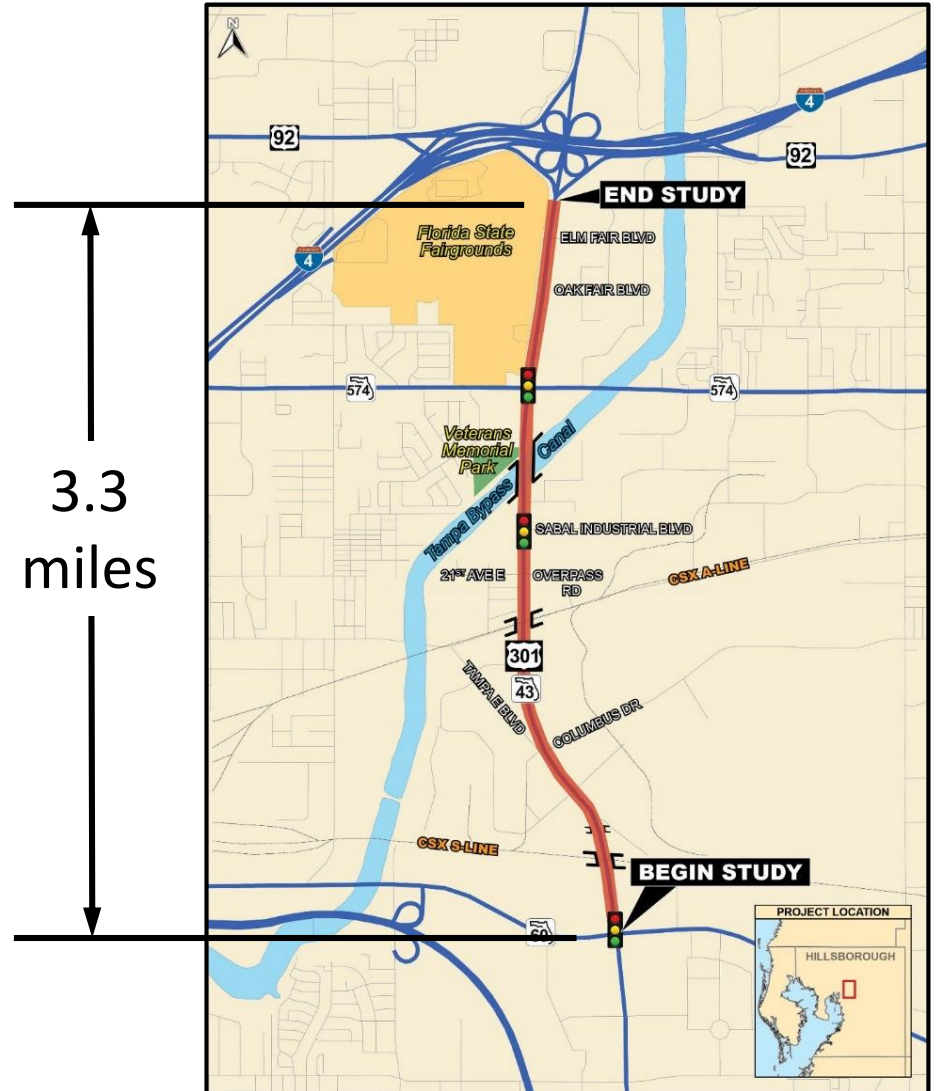 N
4
92
92
END STUDY
Florida State
Fairgrounds
ELM FAIR BLVD
4
OAK FAIR BLVD
574
574
Veterans
Memorial
Park
Canal
Tampa Bypass
3.3
miles
SABAL INDUSTRIAL BLVD
21ST AVE E
OVERPASS
RD
CSX A-LINE
301
43
TAMPA E BLVD
COLUMBUS DR
CSX S-LINE
BEGIN STUDY
60
PROJECT LOCATION
HILLSBOROUGH